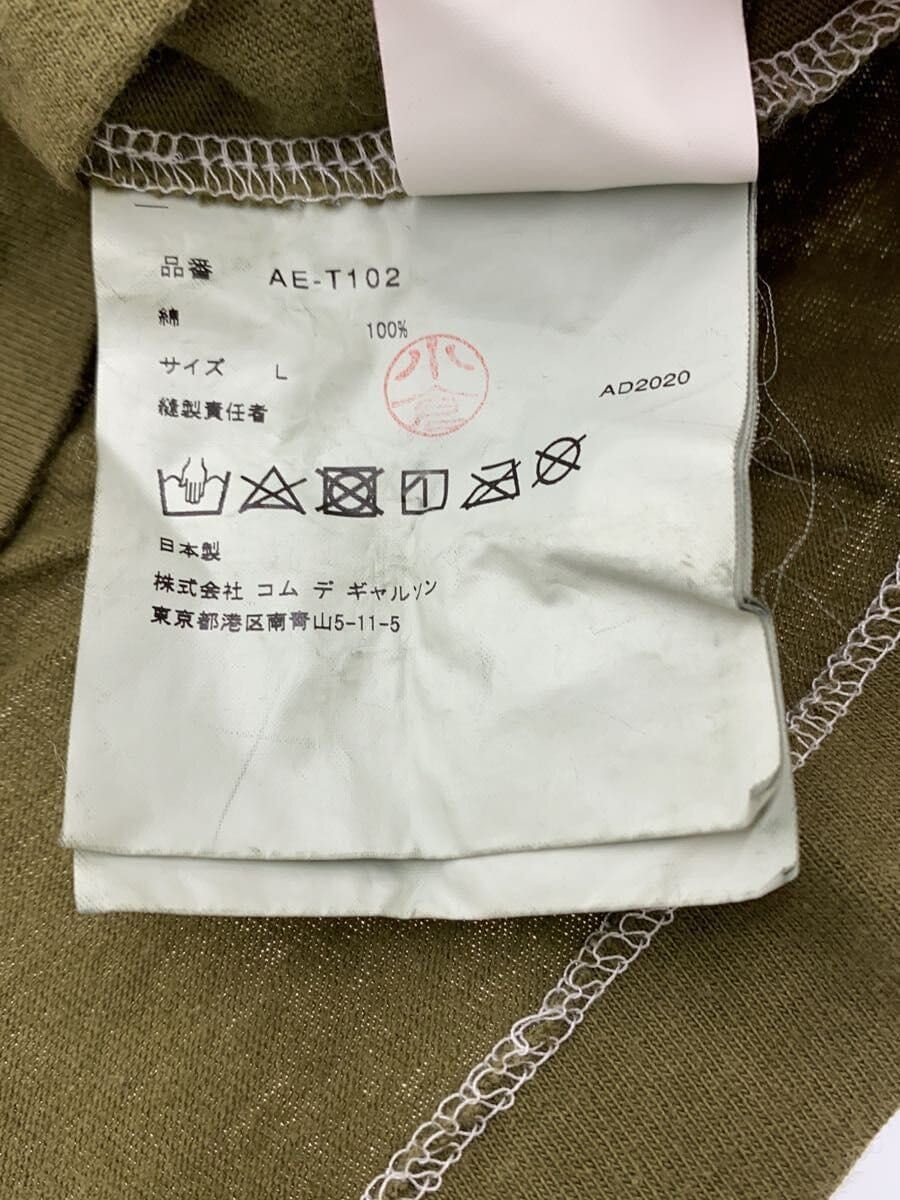 品番 AE-T102
綿 100%
サイズ L
縫製責任者 小倉
AD2020
日本製
株式会社 コム デ ギャルソン
東京都港区南青山5-11-5